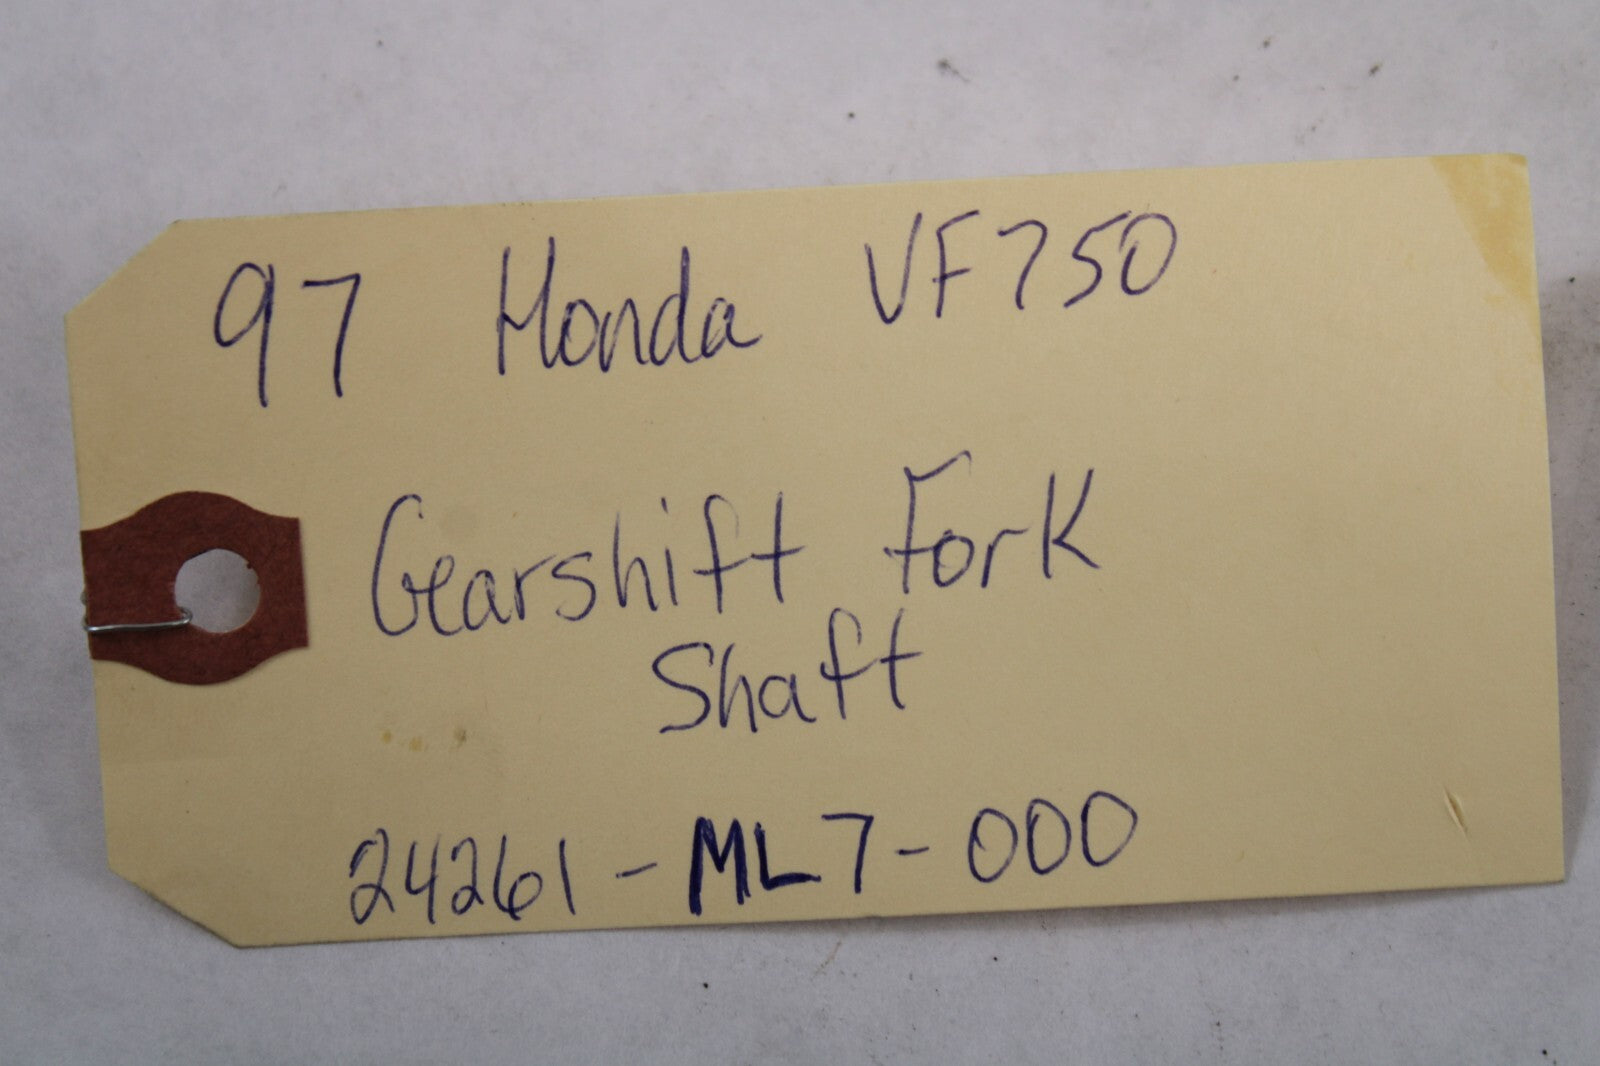 97 Honda VF750
Gearshift Fork
Shaft
24261-ML7-000